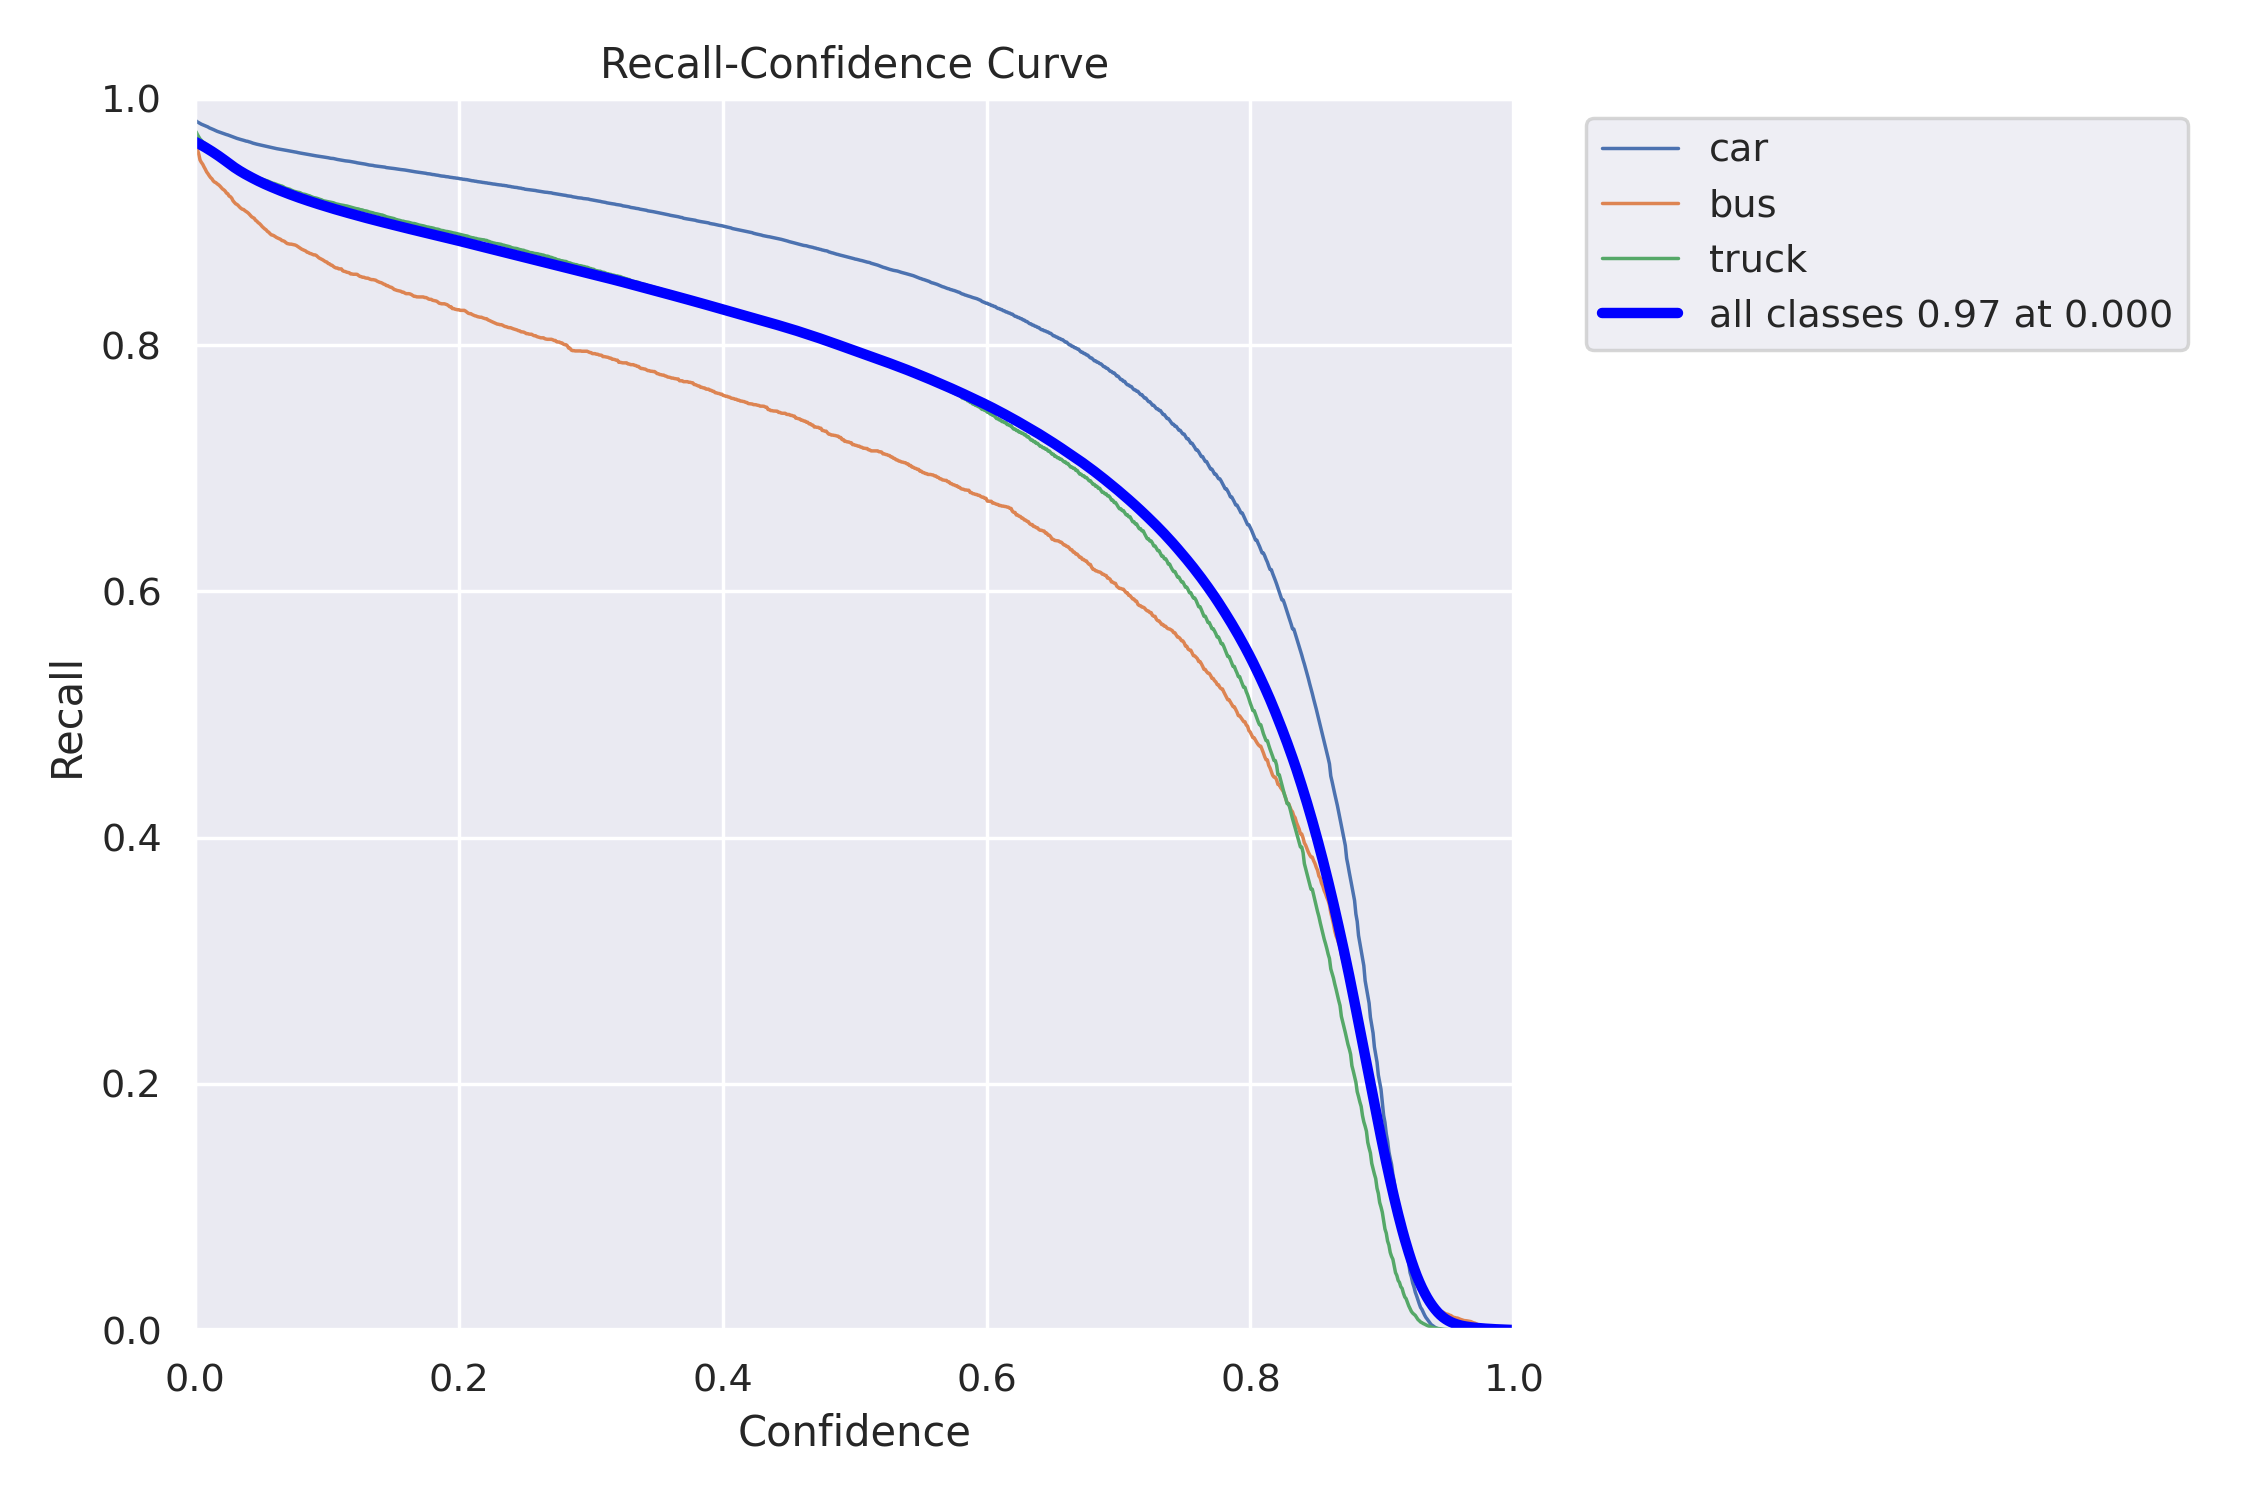 Recall-Confidence Curve
1.0
0.8
0.6
0.4
0.2
0.0
Recall
0.0 0.2 0.4 0.6 0.8 1.0
Confidence
car
bus
truck
all classes 0.97 at 0.000